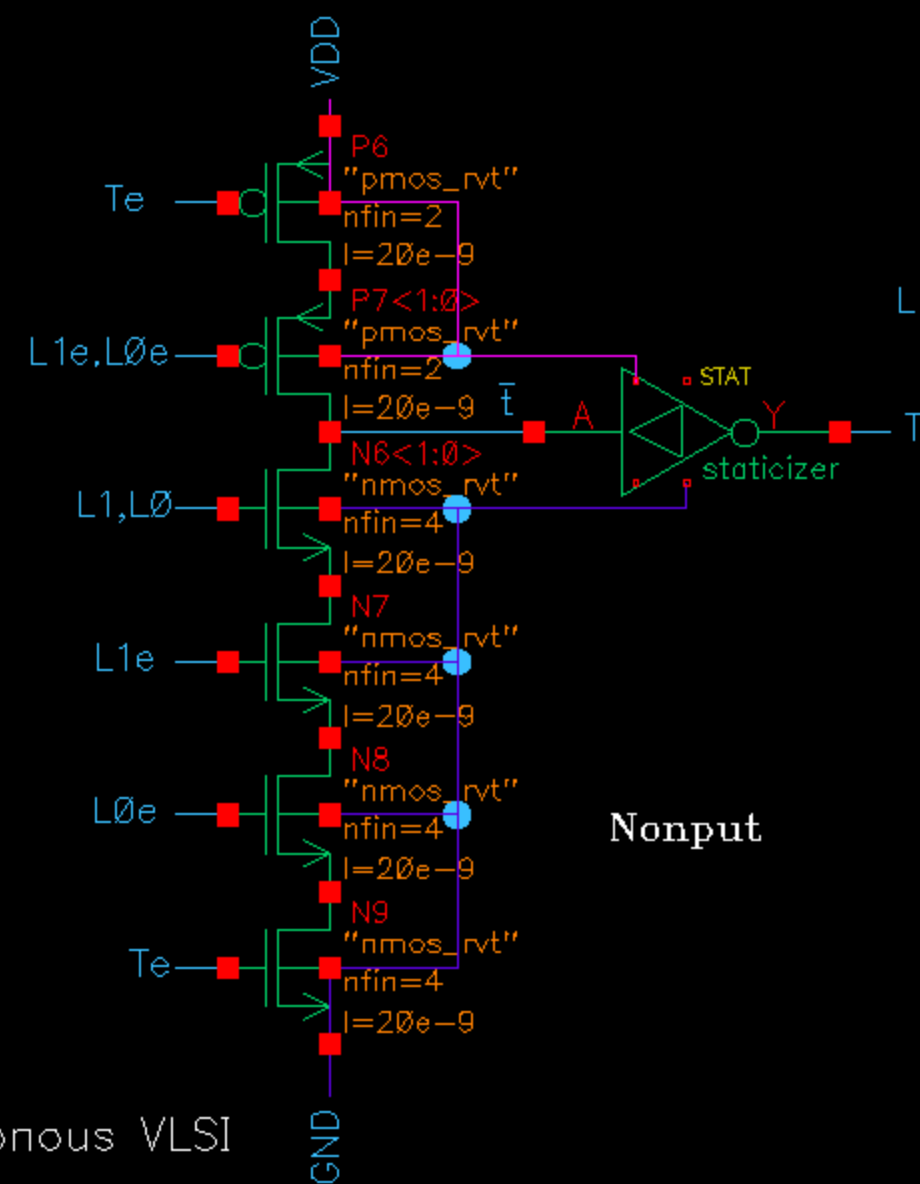 VDD
P6
"pmos_rvt"
Te
nfin=2
l=20e-9
P7<1:0>
L
"pmos_rvt"
L1e,L0e
nfin=2
STAT
l=20e-9
t̄
A
Y
T
N6<1:0>
staticizer
"nmos_rvt"
L1,L0
nfin=4
l=20e-9
N7
"nmos_rvt"
L1e
nfin=4
l=20e-9
N8
"nmos_rvt"
L0e
nfin=4
Nonput
l=20e-9
N9
"nmos_rvt"
Te
nfin=4
l=20e-9
onous VLSI
GND